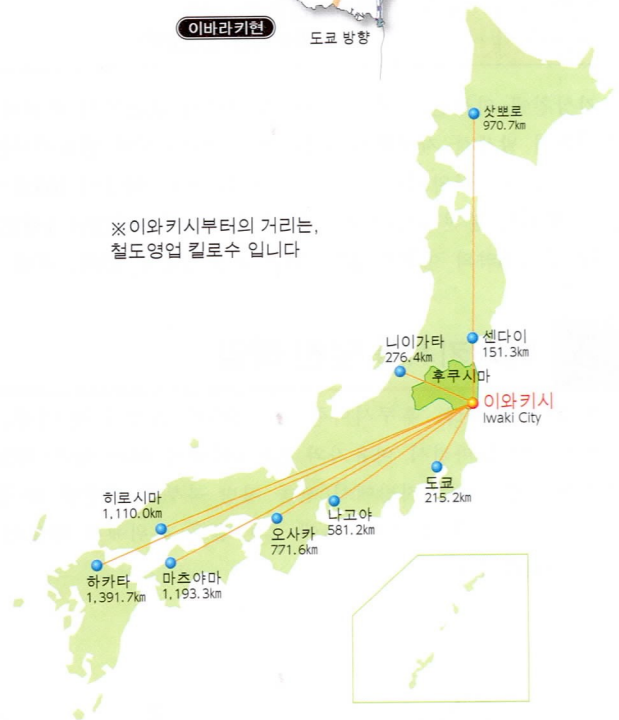 이바라키현
도쿄 방향
삿뽀로
970.7km
※이와키시부터의 거리는,
철도영업 킬로수 입니다
니이가타
276.4km
센다이
151.3km
후쿠시마
이와키시
Iwaki City
도쿄
215.2km
히로시마
1,110.0km
나고야
581.2km
오사카
771.6km
하카타
1,391.7km
마츠야마
1,193.3km